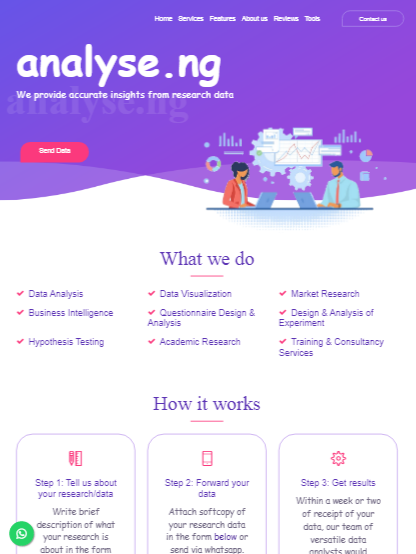 Home Services Features About us Reviews Tools Contact us
analyse.ng
analyse.ng
We provide accurate insights from research data
Send Data
What we do
Data Analysis
Data Visualization
Market Research
Business Intelligence
Questionnaire Design &
Analysis
Design & Analysis of
Experiment
Hypothesis Testing
Academic Research
Training & Consultancy
Services
How it works
Step 1: Tell us about
your research/data
Write brief
description of what
your research is
about in the form
Step 2: Forward your
data
Attach softcopy of
your research data
in the form below or
send via whatsapp,
Step 3: Get results
Within a week or two
of receipt of your
data, our team of
versatile data
analysts would